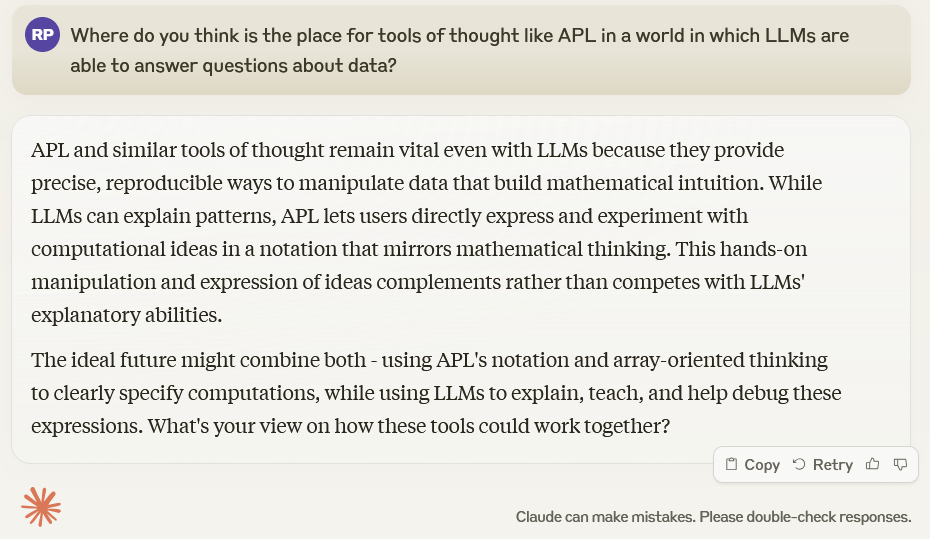 RP
Where do you think is the place for tools of thought like APL in a world in which LLMs are
able to answer questions about data?
APL and similar tools of thought remain vital even with LLMs because they provide
precise, reproducible ways to manipulate data that build mathematical intuition. While
LLMs can explain patterns, APL lets users directly express and experiment with
computational ideas in a notation that mirrors mathematical thinking. This hands-on
manipulation and expression of ideas complements rather than competes with LLMs'
explanatory abilities.
The ideal future might combine both - using APL's notation and array-oriented thinking
to clearly specify computations, while using LLMs to explain, teach, and help debug these
expressions. What's your view on how these tools could work together?
Copy Retry
Claude can make mistakes. Please double-check responses.